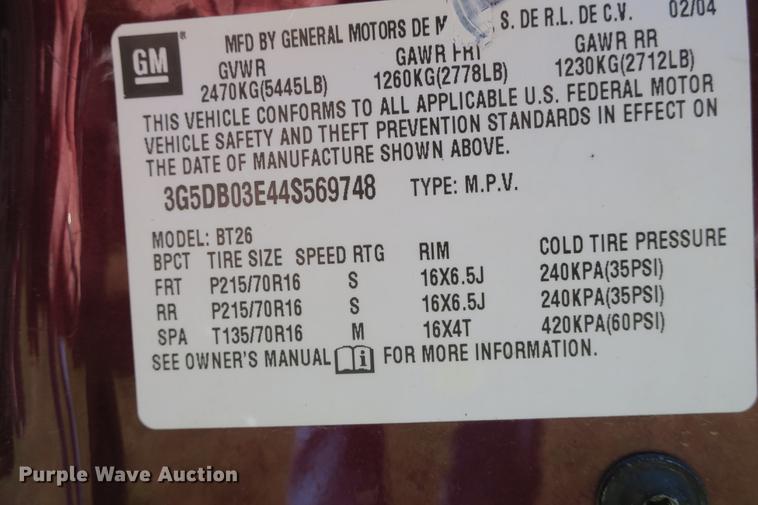 GM ®
MFD BY GENERAL MOTORS DE S. DE R.L. DE C.V. 02/04
GVWR GAWR FRT GAWR RR
2470KG(5445LB) 1260KG(2778LB) 1230KG(2712LB)
THIS VEHICLE CONFORMS TO ALL APPLICABLE U.S. FEDERAL MOTOR
VEHICLE SAFETY AND THEFT PREVENTION STANDARDS IN EFFECT ON
THE DATE OF MANUFACTURE SHOWN ABOVE.
3G5DB03E44S569748 TYPE: M.P.V.
MODEL: BT26
BPCT TIRE SIZE SPEED RTG RIM COLD TIRE PRESSURE
FRT P215/70R16 S 16X6.5J 240KPA(35PSI)
RR P215/70R16 S 16X6.5J 240KPA(35PSI)
SPA T135/70R16 M 16X4T 420KPA(60PSI)
SEE OWNER'S MANUAL i FOR MORE INFORMATION.
Purple Wave Auction